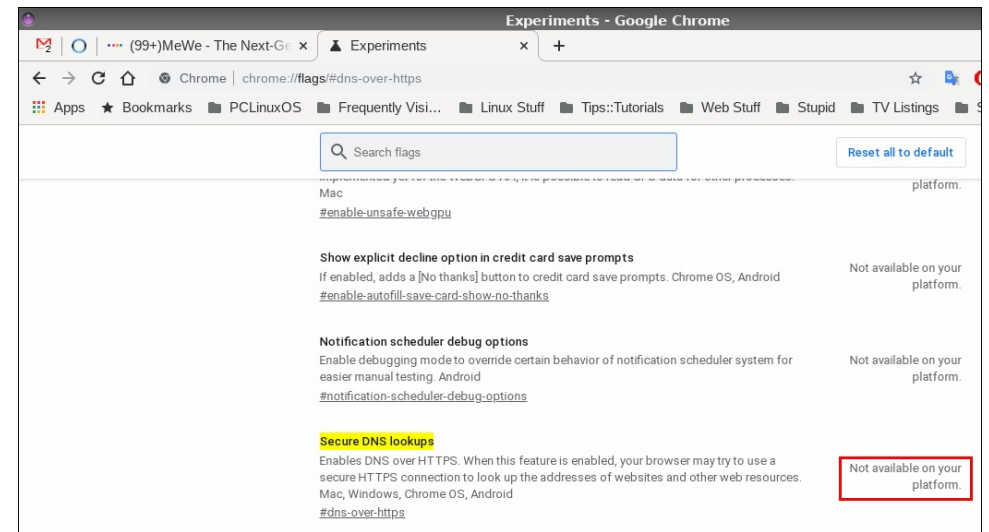 Experiments - Google Chrome
(99+)MeWe - The Next-Ge
Experiments
Chrome | chrome://flags/#dns-over-https
Apps Bookmarks PCLinuxOS Frequently Visi... Linux Stuff Tips::Tutorials Web Stuff Stupid TV Listings
Search flags
Reset all to default
platform.
Mac
#enable-unsafe-webgpu
Show explicit decline option in credit card save prompts
If enabled, adds a [No thanks] button to credit card save prompts. Chrome OS, Android
#enable-autofill-save-card-show-no-thanks
Not available on your
platform.
Notification scheduler debug options
Enable debugging mode to override certain behavior of notification scheduler system for
easier manual testing. Android
#notification-scheduler-debug-options
Not available on your
platform.
Secure DNS lookups
Enables DNS over HTTPS. When this feature is enabled, your browser may try to use a
secure HTTPS connection to look up the addresses of websites and other web resources.
Mac, Windows, Chrome OS, Android
#dns-over-https
Not available on your
platform.